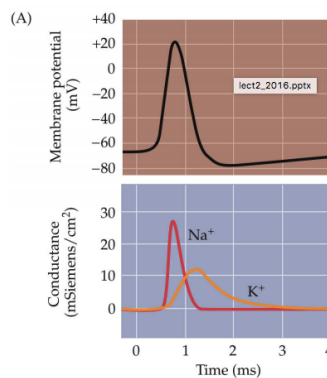 (A)
Membrane potential
(mV)
+40
+20
0
−20
−40
−60
−80
lect2_2016.pptx
Conductance
(mSiemens/cm²)
30
20
10
0
Na⁺
K⁺
0 1 2 3 4
Time (ms)